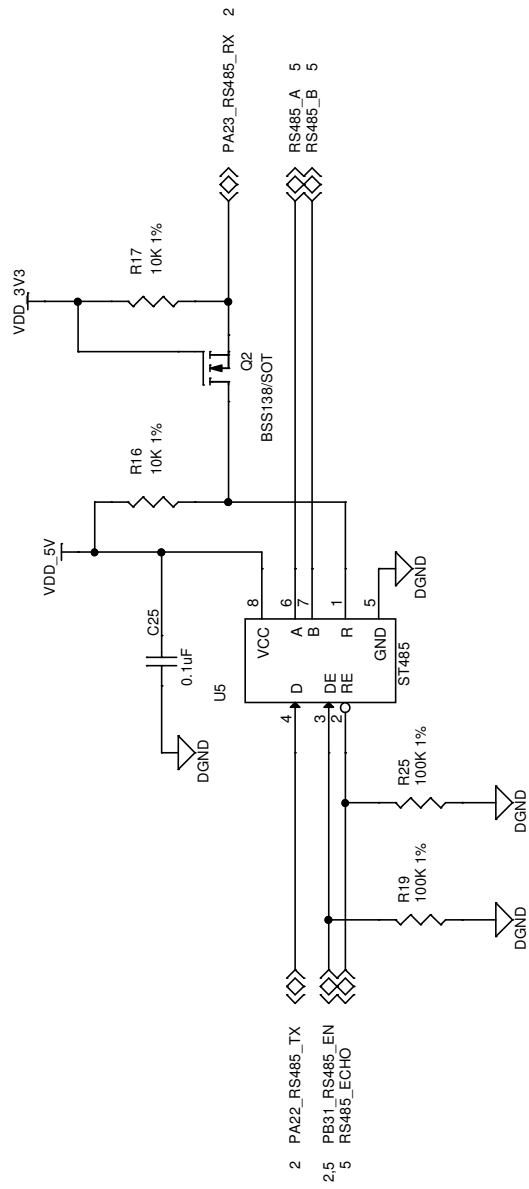 VDD_3V3
R17
10K 1%
PA23_RS485_RX 2
Q2
BSS138/SOT
R16
10K 1%
VDD_5V
C25
0.1uF
DGND
RS485_A 5
RS485_B 5
U5
8
VCC
4
D
A
6
3
DE
B
7
2
RE
R
1
GND
5
ST485
DGND
2 PA22_RS485_TX
2,5 PB31_RS485_EN
5 RS485_ECHO
R19
100K 1%
R25
100K 1%
DGND
DGND